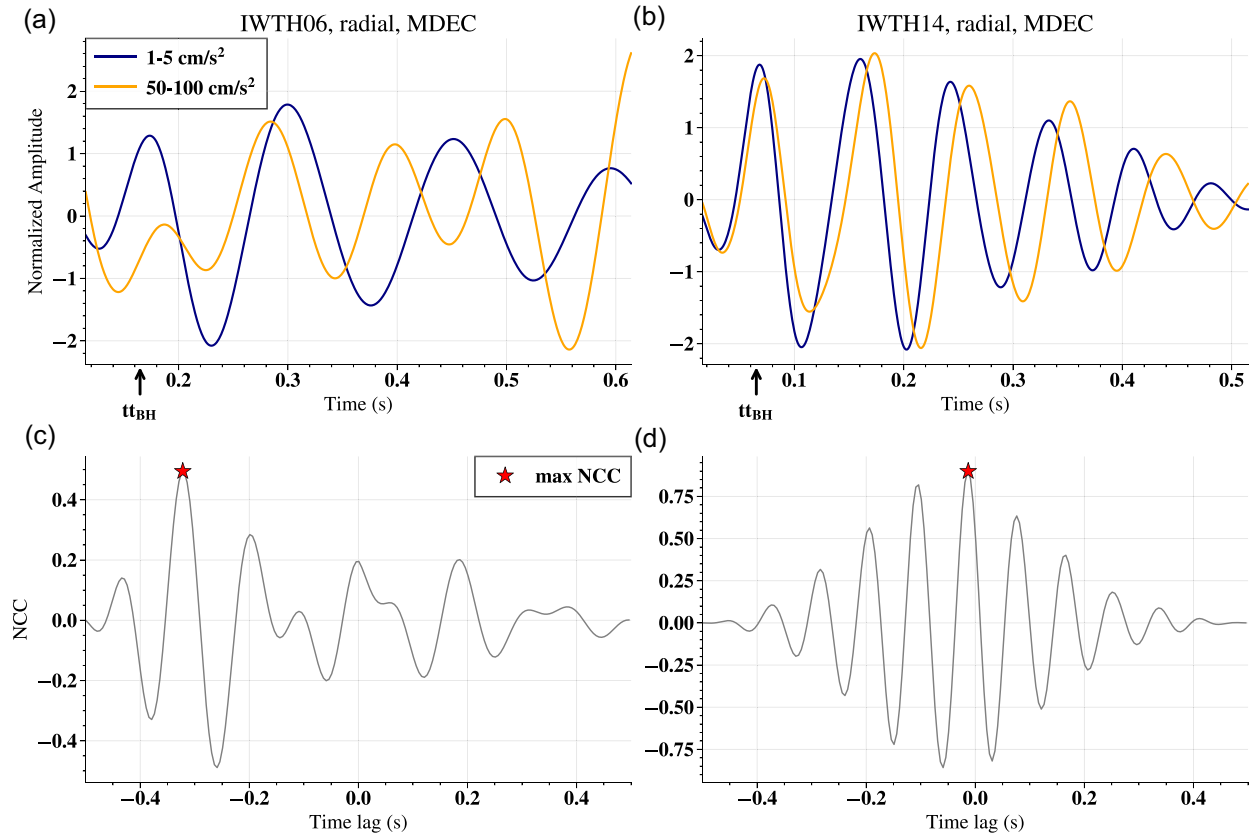 (a)
IWTH06, radial, MDEC
1-5 cm/s²
50-100 cm/s²
Normalized Amplitude
2
1
0
−1
−2
0.2
0.3
0.4
0.5
0.6
tt_BH
Time (s)
(b)
IWTH14, radial, MDEC
2
1
0
−1
−2
0.1
0.2
0.3
0.4
0.5
tt_BH
Time (s)
(c)
max NCC
NCC
0.4
0.2
0.0
−0.2
−0.4
−0.4
−0.2
0.0
0.2
0.4
Time lag (s)
(d)
0.75
0.50
0.25
0.00
−0.25
−0.50
−0.75
−0.4
−0.2
0.0
0.2
0.4
Time lag (s)